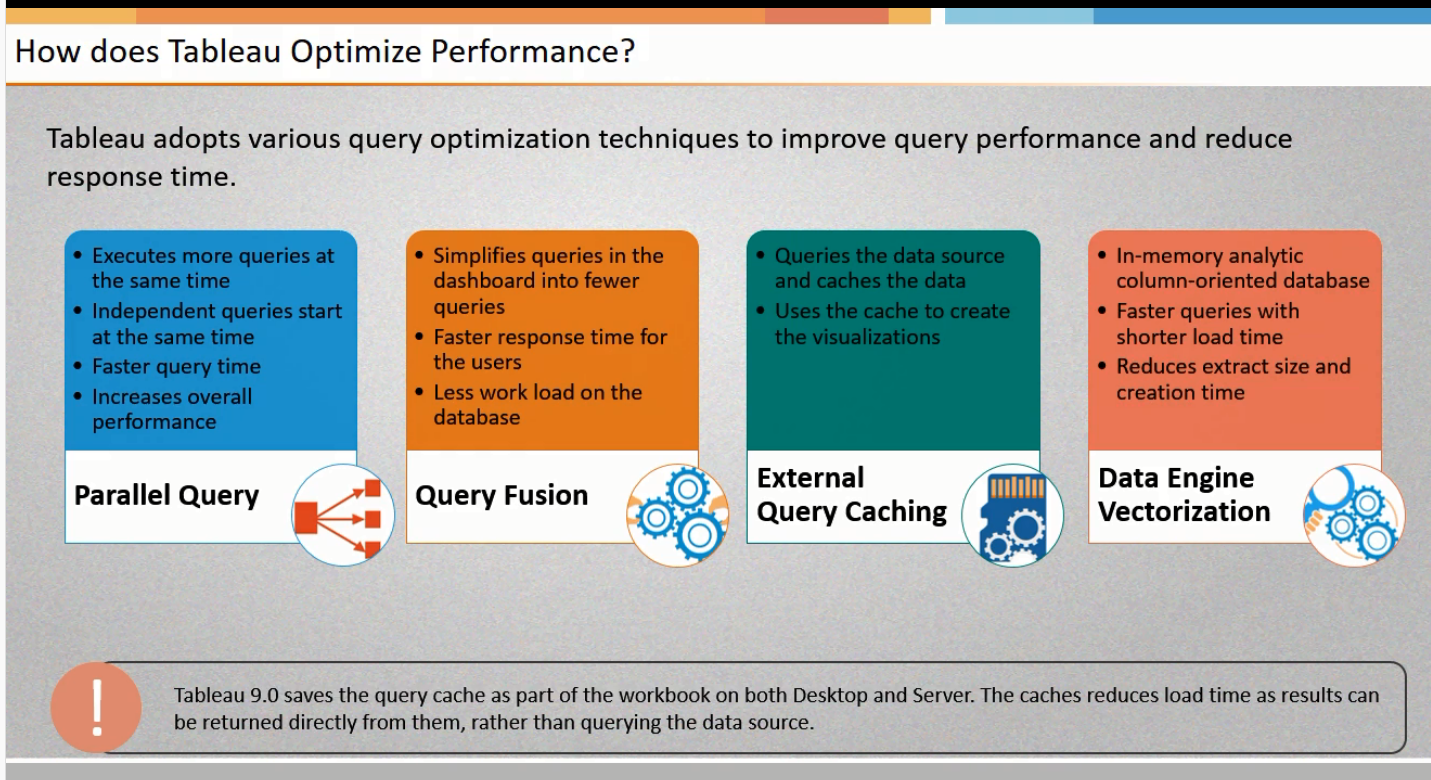 How does Tableau Optimize Performance?
Tableau adopts various query optimization techniques to improve query performance and reduce
response time.
• Executes more queries at
the same time
• Independent queries start
at the same time
• Faster query time
• Increases overall
performance
Parallel Query
• Simplifies queries in the
dashboard into fewer
queries
• Faster response time for
the users
• Less work load on the
database
Query Fusion
• Queries the data source
and caches the data
• Uses the cache to create
the visualizations
External
Query Caching
• In-memory analytic
column-oriented database
• Faster queries with
shorter load time
• Reduces extract size and
creation time
Data Engine
Vectorization
!
Tableau 9.0 saves the query cache as part of the workbook on both Desktop and Server. The caches reduces load time as results can
be returned directly from them, rather than querying the data source.